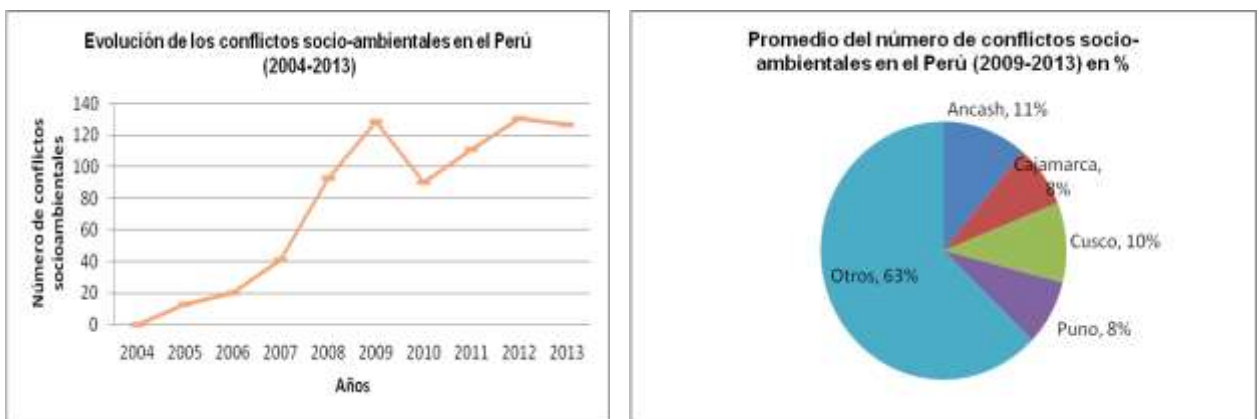 Evolución de los conflictos socio-ambientales en el Perú
(2004-2013)
Número de conflictos
socioambientales
140
120
100
80
60
40
20
0
2004 2005 2006 2007 2008 2009 2010 2011 2012 2013
Años
Promedio del número de conflictos socio-
ambientales en el Perú (2009-2013) en %
Ancash, 11%
Cajamarca,
8%
Cusco, 10%
Otros, 63%
Puno, 8%